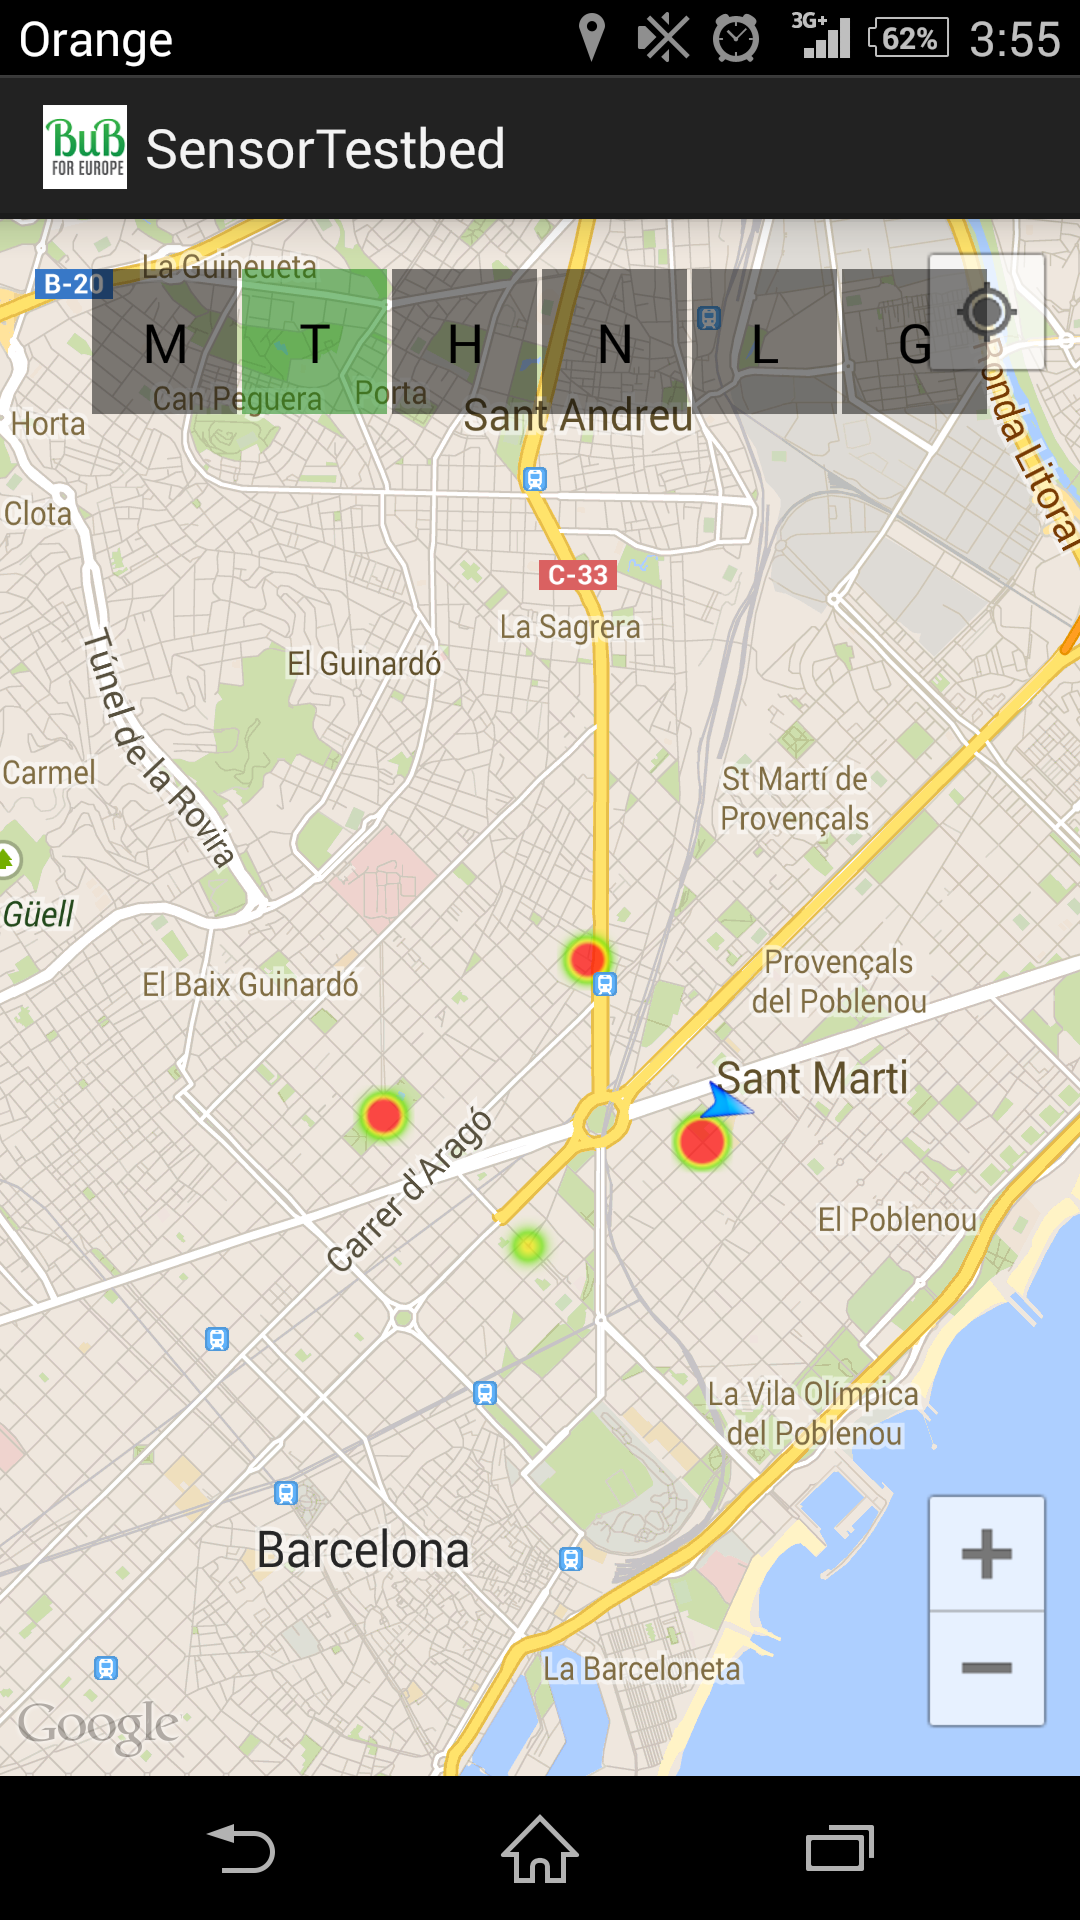 Orange
3G+
62%
3:55
BuB
FOR EUROPE
SensorTestbed
La Guineueta
B-20
M
T
H
N
L
G
Can Peguera
Porta
Sant Andreu
Horta
Ronda Litoral
Clota
C-33
La Sagrera
El Guinardó
Túnel de la Rovira
Carmel
St Martí de
Provençals
Güell
El Baix Guinardó
Provençals
del Poblenou
Sant Marti
Carrer d'Aragó
El Poblenou
La Vila Olímpica
del Poblenou
Barcelona
La Barceloneta
Google